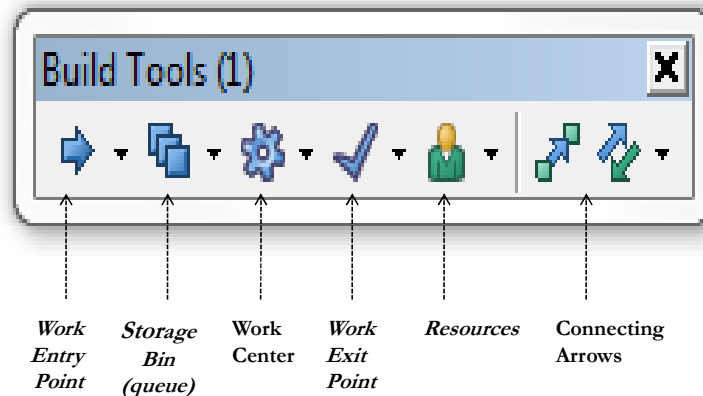 Build Tools (1)
Work Entry Point
Storage Bin (queue)
Work Center
Work Exit Point
Resources
Connecting Arrows